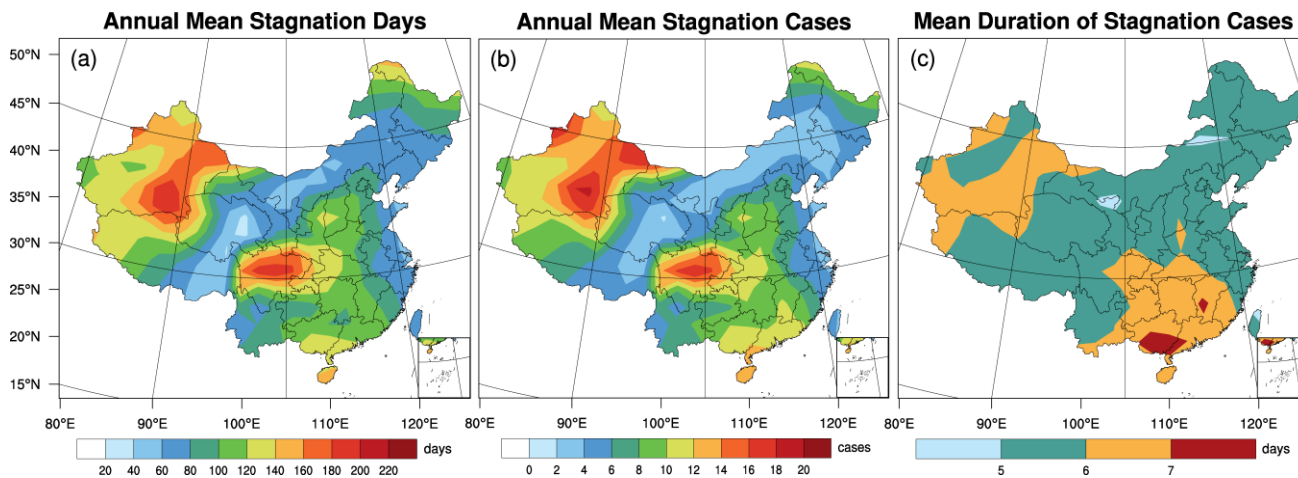 Annual Mean Stagnation Days
Annual Mean Stagnation Cases
Mean Duration of Stagnation Cases
(a)
(b)
(c)
50°N
45°N
40°N
35°N
30°N
25°N
20°N
15°N
80°E 90°E 100°E 110°E 120°E
80°E 90°E 100°E 110°E 120°E
80°E 90°E 100°E 110°E 120°E
days
20 40 60 80 100 120 140 160 180 200 220
cases
0 2 4 6 8 10 12 14 16 18 20
days
5 6 7